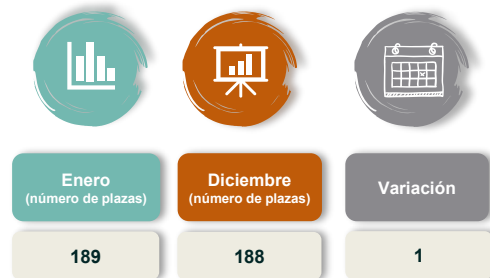 Enero
(número de plazas)
Diciembre
(número de plazas)
Variación
189
188
1